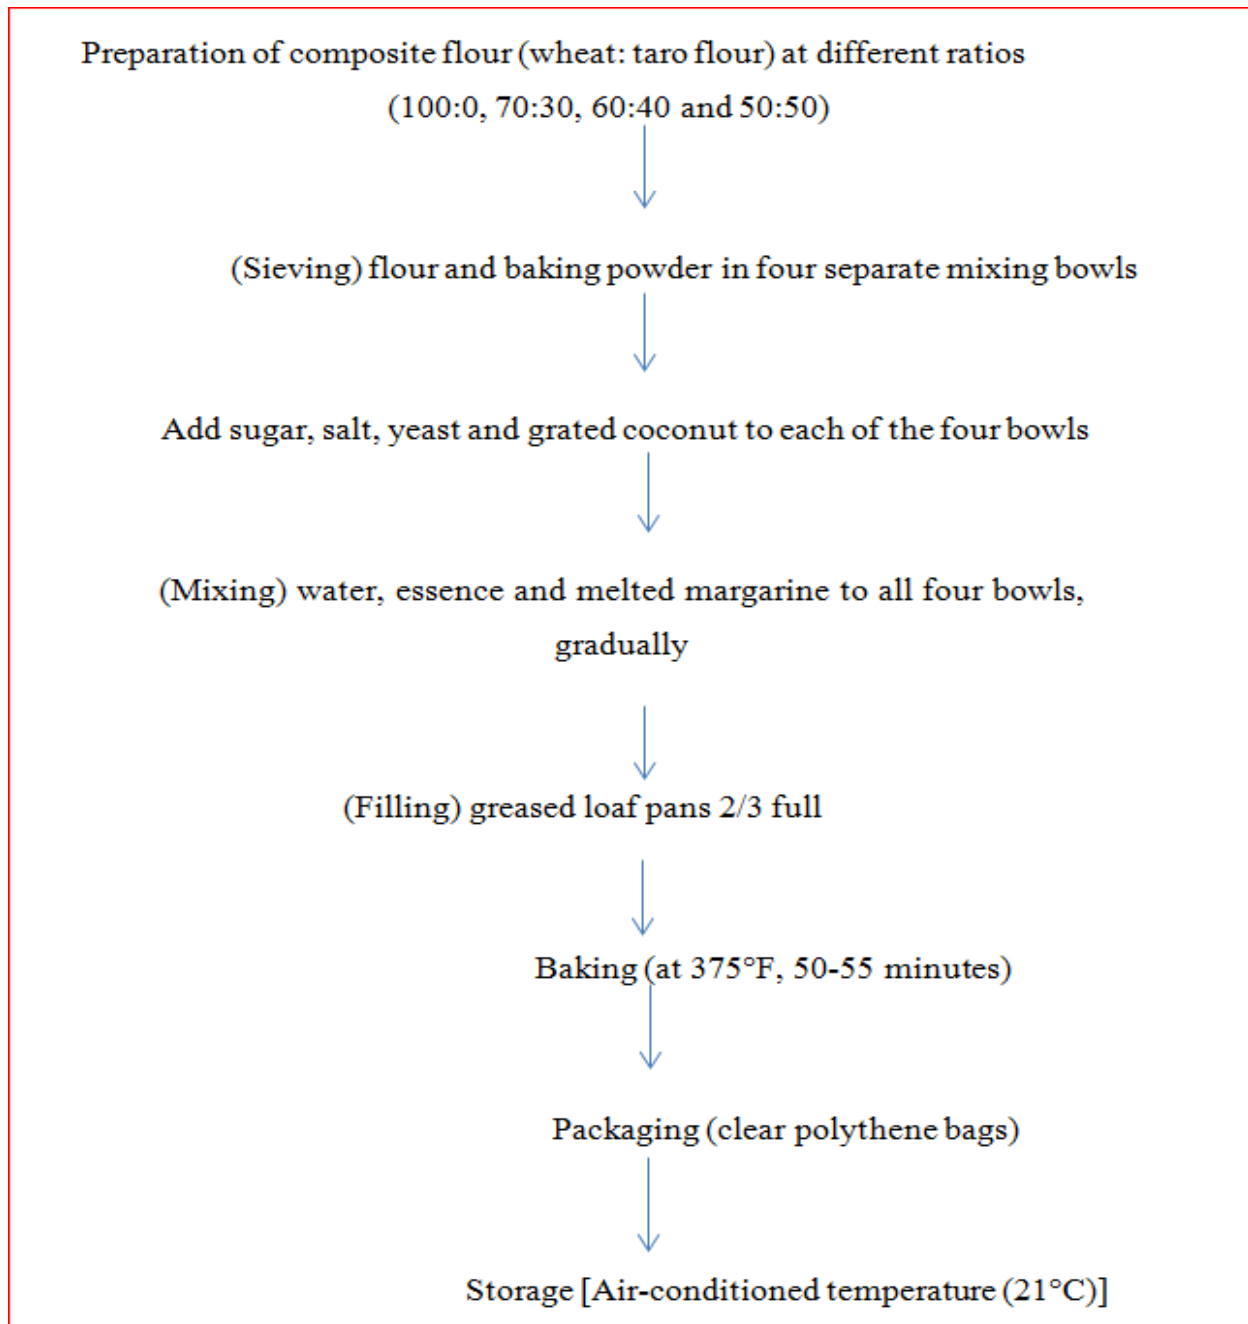 Preparation of composite flour (wheat: taro flour) at different ratios
(100:0, 70:30, 60:40 and 50:50)
(Sieving) flour and baking powder in four separate mixing bowls
Add sugar, salt, yeast and grated coconut to each of the four bowls
(Mixing) water, essence and melted margarine to all four bowls,
gradually
(Filling) greased loaf pans 2/3 full
Baking (at 375°F, 50-55 minutes)
Packaging (clear polythene bags)
Storage [Air-conditioned temperature (21°C)]